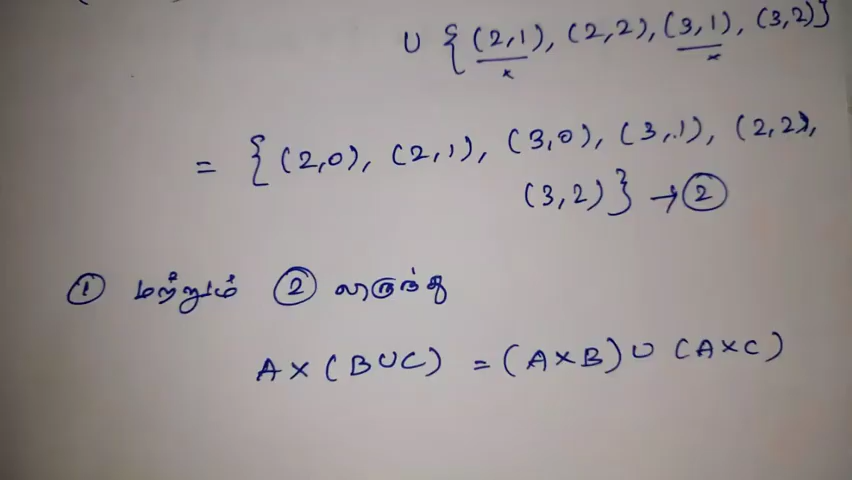 ∪ {(2,1), (2,2), (3,1), (3,2)}
x x
= {(2,0), (2,1), (3,0), (3,1), (2,2),
(3,2)} → ②
① மற்றும் ② லிருந்து
A × (B∪C) = (A×B) ∪ (A×C)